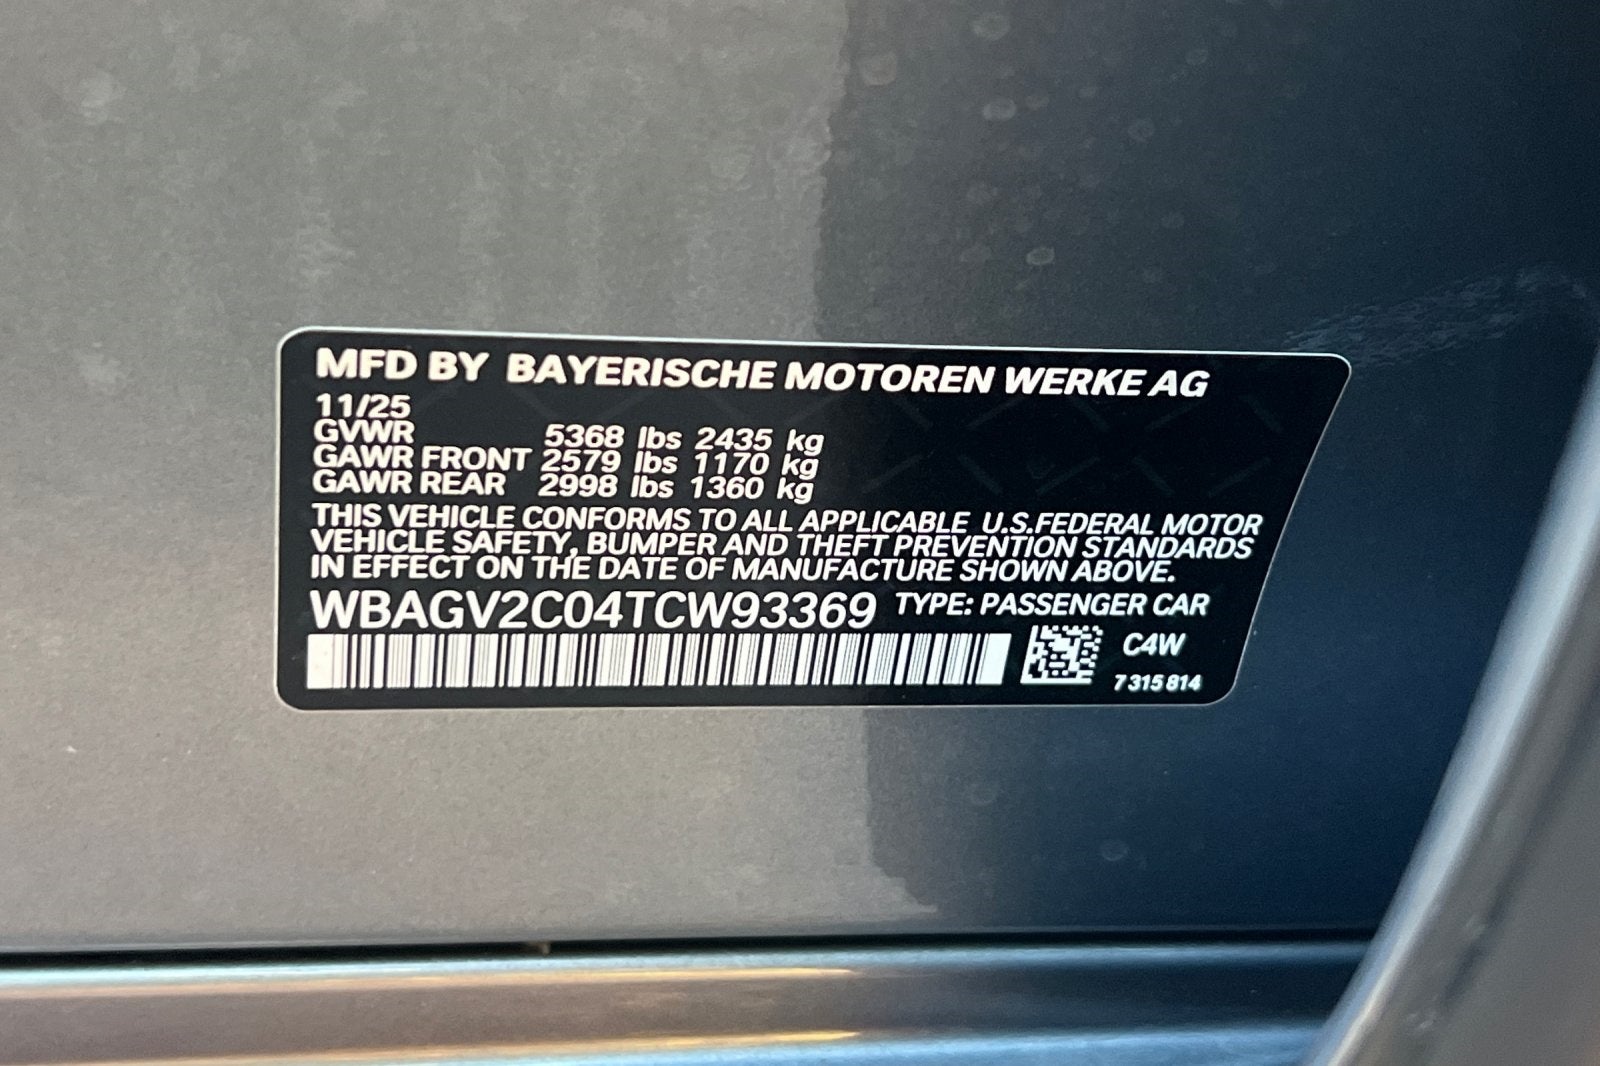 MFD BY BAYERISCHE MOTOREN WERKE AG
11/25
GVWR 5368 lbs 2435 kg
GAWR FRONT 2579 lbs 1170 kg
GAWR REAR 2998 lbs 1360 kg
THIS VEHICLE CONFORMS TO ALL APPLICABLE U.S.FEDERAL MOTOR
VEHICLE SAFETY, BUMPER AND THEFT PREVENTION STANDARDS
IN EFFECT ON THE DATE OF MANUFACTURE SHOWN ABOVE.
WBAGV2C04TCW93369 TYPE: PASSENGER CAR
C4W
7 315 814